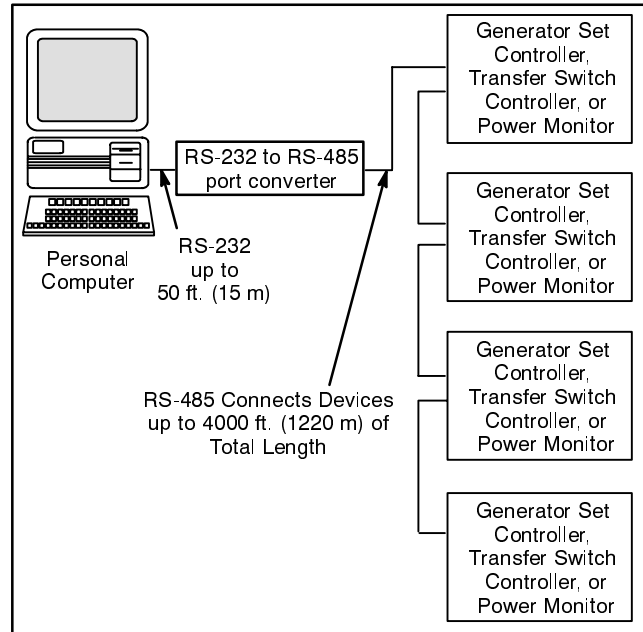 Personal
Computer
RS-232 to RS-485
port converter
RS-232
up to
50 ft. (15 m)
RS-485 Connects Devices
up to 4000 ft. (1220 m) of
Total Length
Generator Set
Controller,
Transfer Switch
Controller, or
Power Monitor
Generator Set
Controller,
Transfer Switch
Controller, or
Power Monitor
Generator Set
Controller,
Transfer Switch
Controller, or
Power Monitor
Generator Set
Controller,
Transfer Switch
Controller, or
Power Monitor